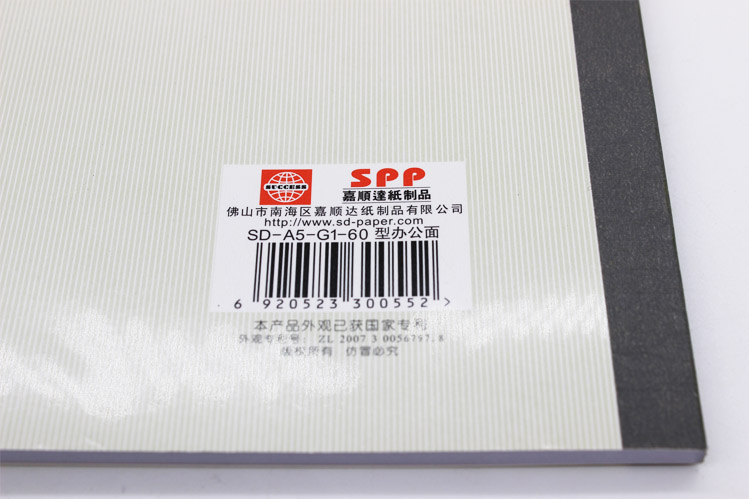 SUCCESS
SPP
嘉順達紙制品
佛山市南海区嘉顺达纸制品有限公司
http://www.sd-paper.com
SD-A5-G1-60 型办公面
6 920523 300552 >
本产品外观已获国家专利
外观专利号: ZL 2007 3 0056797.8
版权所有 仿冒必究